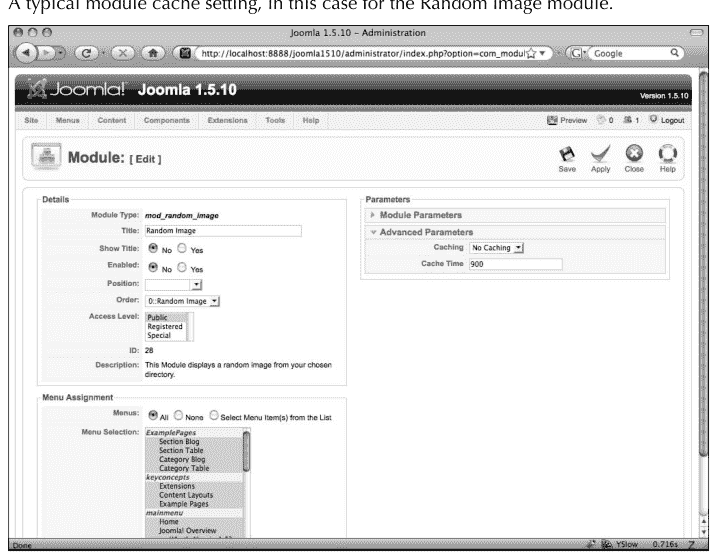 A typical module cache setting, in this case for the Random Image module.
Joomla 1.5.10 - Administration
http://localhost:8888/joomla1510/administrator/index.php?option=com_modul
Google
Joomla! Joomla 1.5.10
Version 1.5.10
Site Menus Content Components Extensions Tools Help Preview 0 1 Logout
Module: [ Edit ]
Save Apply Close Help
Details
Module Type: mod_random_image
Title: Random Image
Show Title: No Yes
Enabled: No Yes
Position:
Order: 0::Random Image
Access Level: Public
Registered
Special
ID: 28
Description: This Module displays a random image from your chosen
directory.
Parameters
Module Parameters
Advanced Parameters
Caching No Caching
Cache Time 900
Menu Assignment
Menus: All None Select Menu Item(s) from the List
Menu Selection: ExamplePages
Section Blog
Section Table
Category Blog
Category Table
keyconcepts
Extensions
Content Layouts
Example Pages
mainmenu
Home
Joomla! Overview
Done YSlow 0.716s